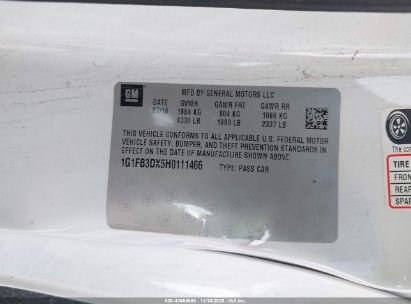 GM
MFD BY GENERAL MOTORS LLC
DATE GVWR GAWR FRT GAWR RR
07/16 1964 KG 904 KG 1060 KG
4330 LB 1993 LB 2337 LB
THIS VEHICLE CONFORMS TO ALL APPLICABLE U.S. FEDERAL MOTOR
VEHICLE SAFETY, BUMPER, AND THEFT PREVENTION STANDARDS IN
EFFECT ON THE DATE OF MANUFACTURE SHOWN ABOVE.
1G1FB3DX5H0111466 TYPE: PASS CAR
The com
TIRE
FRON
REAR
SPAR